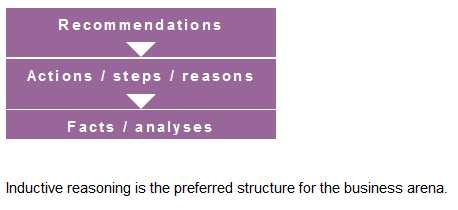 Recommendations
Actions / steps / reasons
Facts / analyses
Inductive reasoning is the preferred structure for the business arena.